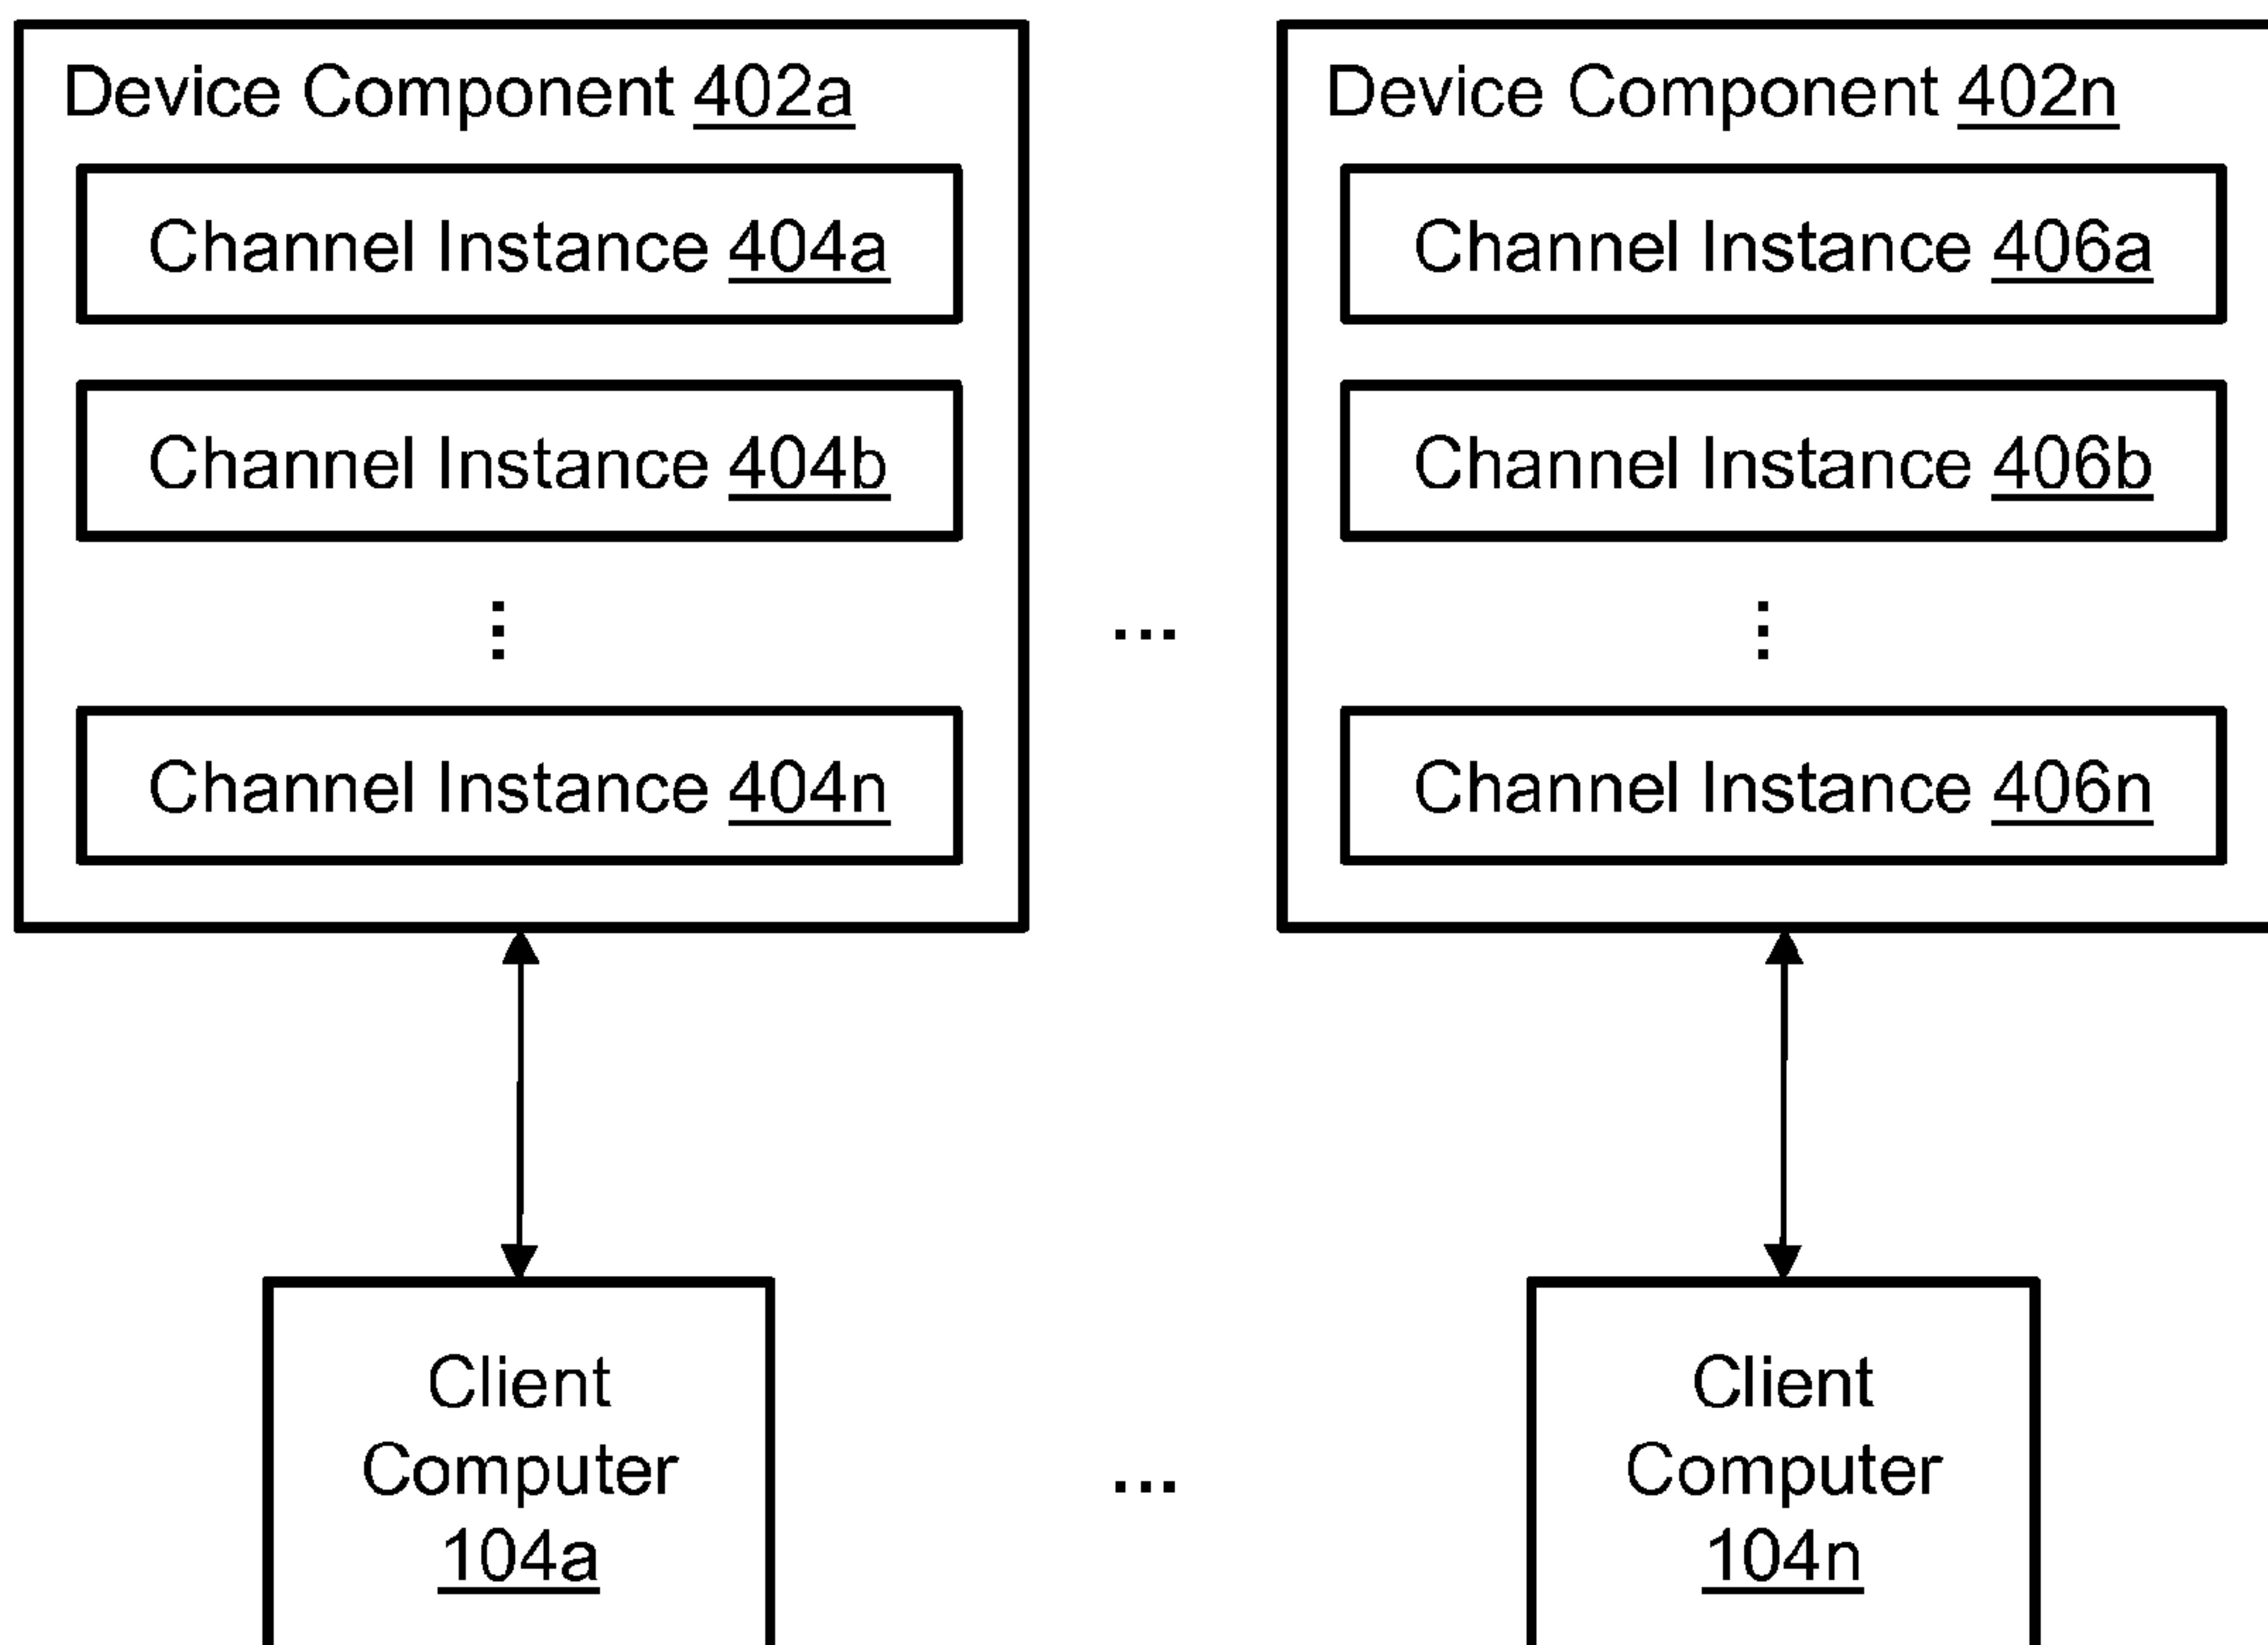 Device Component 402a
Channel Instance 404a
Channel Instance 404b
⋮
Channel Instance 404n
...
Device Component 402n
Channel Instance 406a
Channel Instance 406b
⋮
Channel Instance 406n
Client
Computer
104a
...
Client
Computer
104n